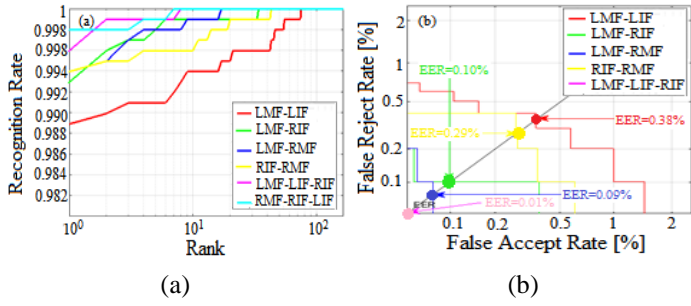 (a)
Recognition Rate
1
0.998
0.996
0.994
0.992
0.990
0.988
0.986
0.984
0.982
LMF-LIF
LMF-RIF
LMF-RMF
RIF-RMF
LMF-LIF-RIF
RMF-RIF-LIF
10^0
10^1
10^2
Rank
(a)
(b)
False Reject Rate [%]
2
1
0.5
0.2
0.1
LMF-LIF
LMF-RIF
LMF-RMF
RIF-RMF
LMF-LIF-RIF
EER=0.10%
EER=0.38%
EER=0.29%
EER=0.09%
EER=0.01%
EER
0.1
0.2
0.5
1
2
False Accept Rate [%]
(b)